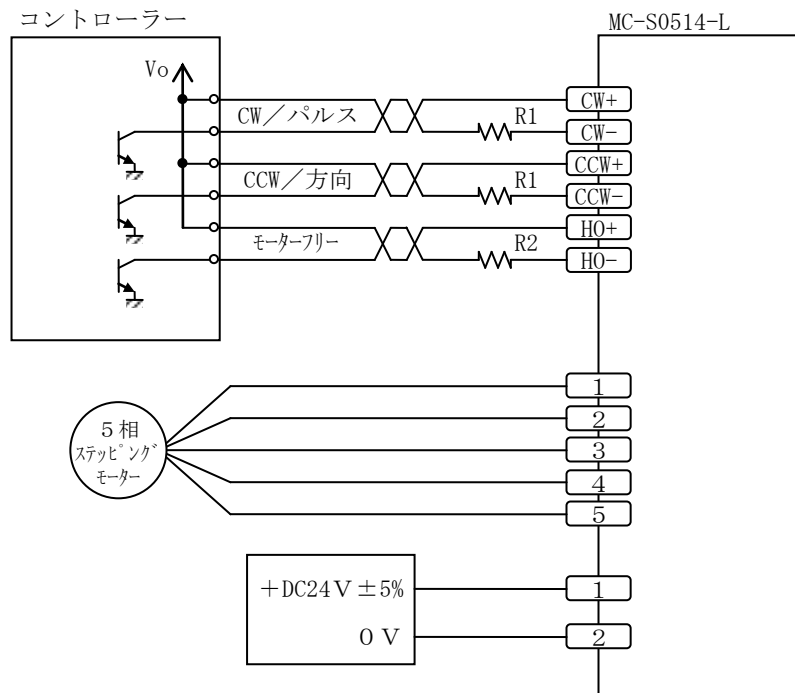 コントローラー
MC-S0514-L
Vo
CW+
CW／パルス
R1
CW-
CCW+
CCW／方向
R1
CCW-
HO+
モーターフリー
R2
HO-
1
2
5相
ステッピング
モーター
3
4
5
＋DC24V±5%
1
0V
2